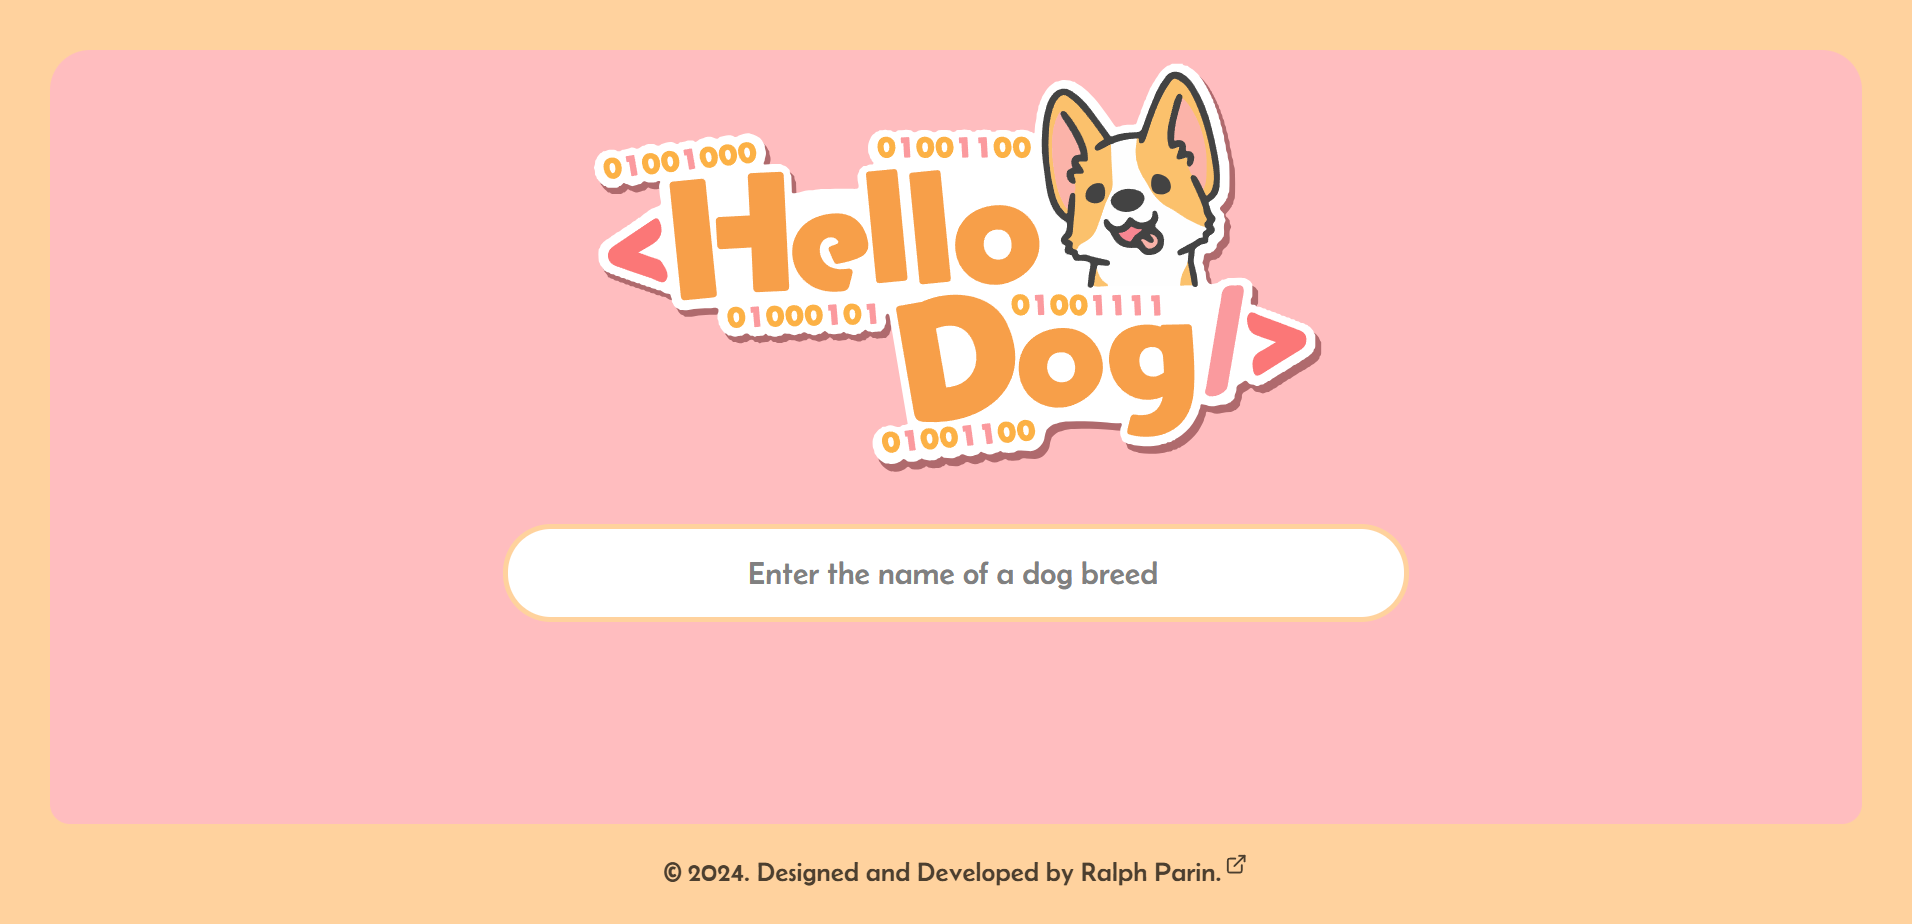 01001000
01001100
<Hello
01000101
01001111
Dog/>
01001100
Enter the name of a dog breed
© 2024. Designed and Developed by Ralph Parin.